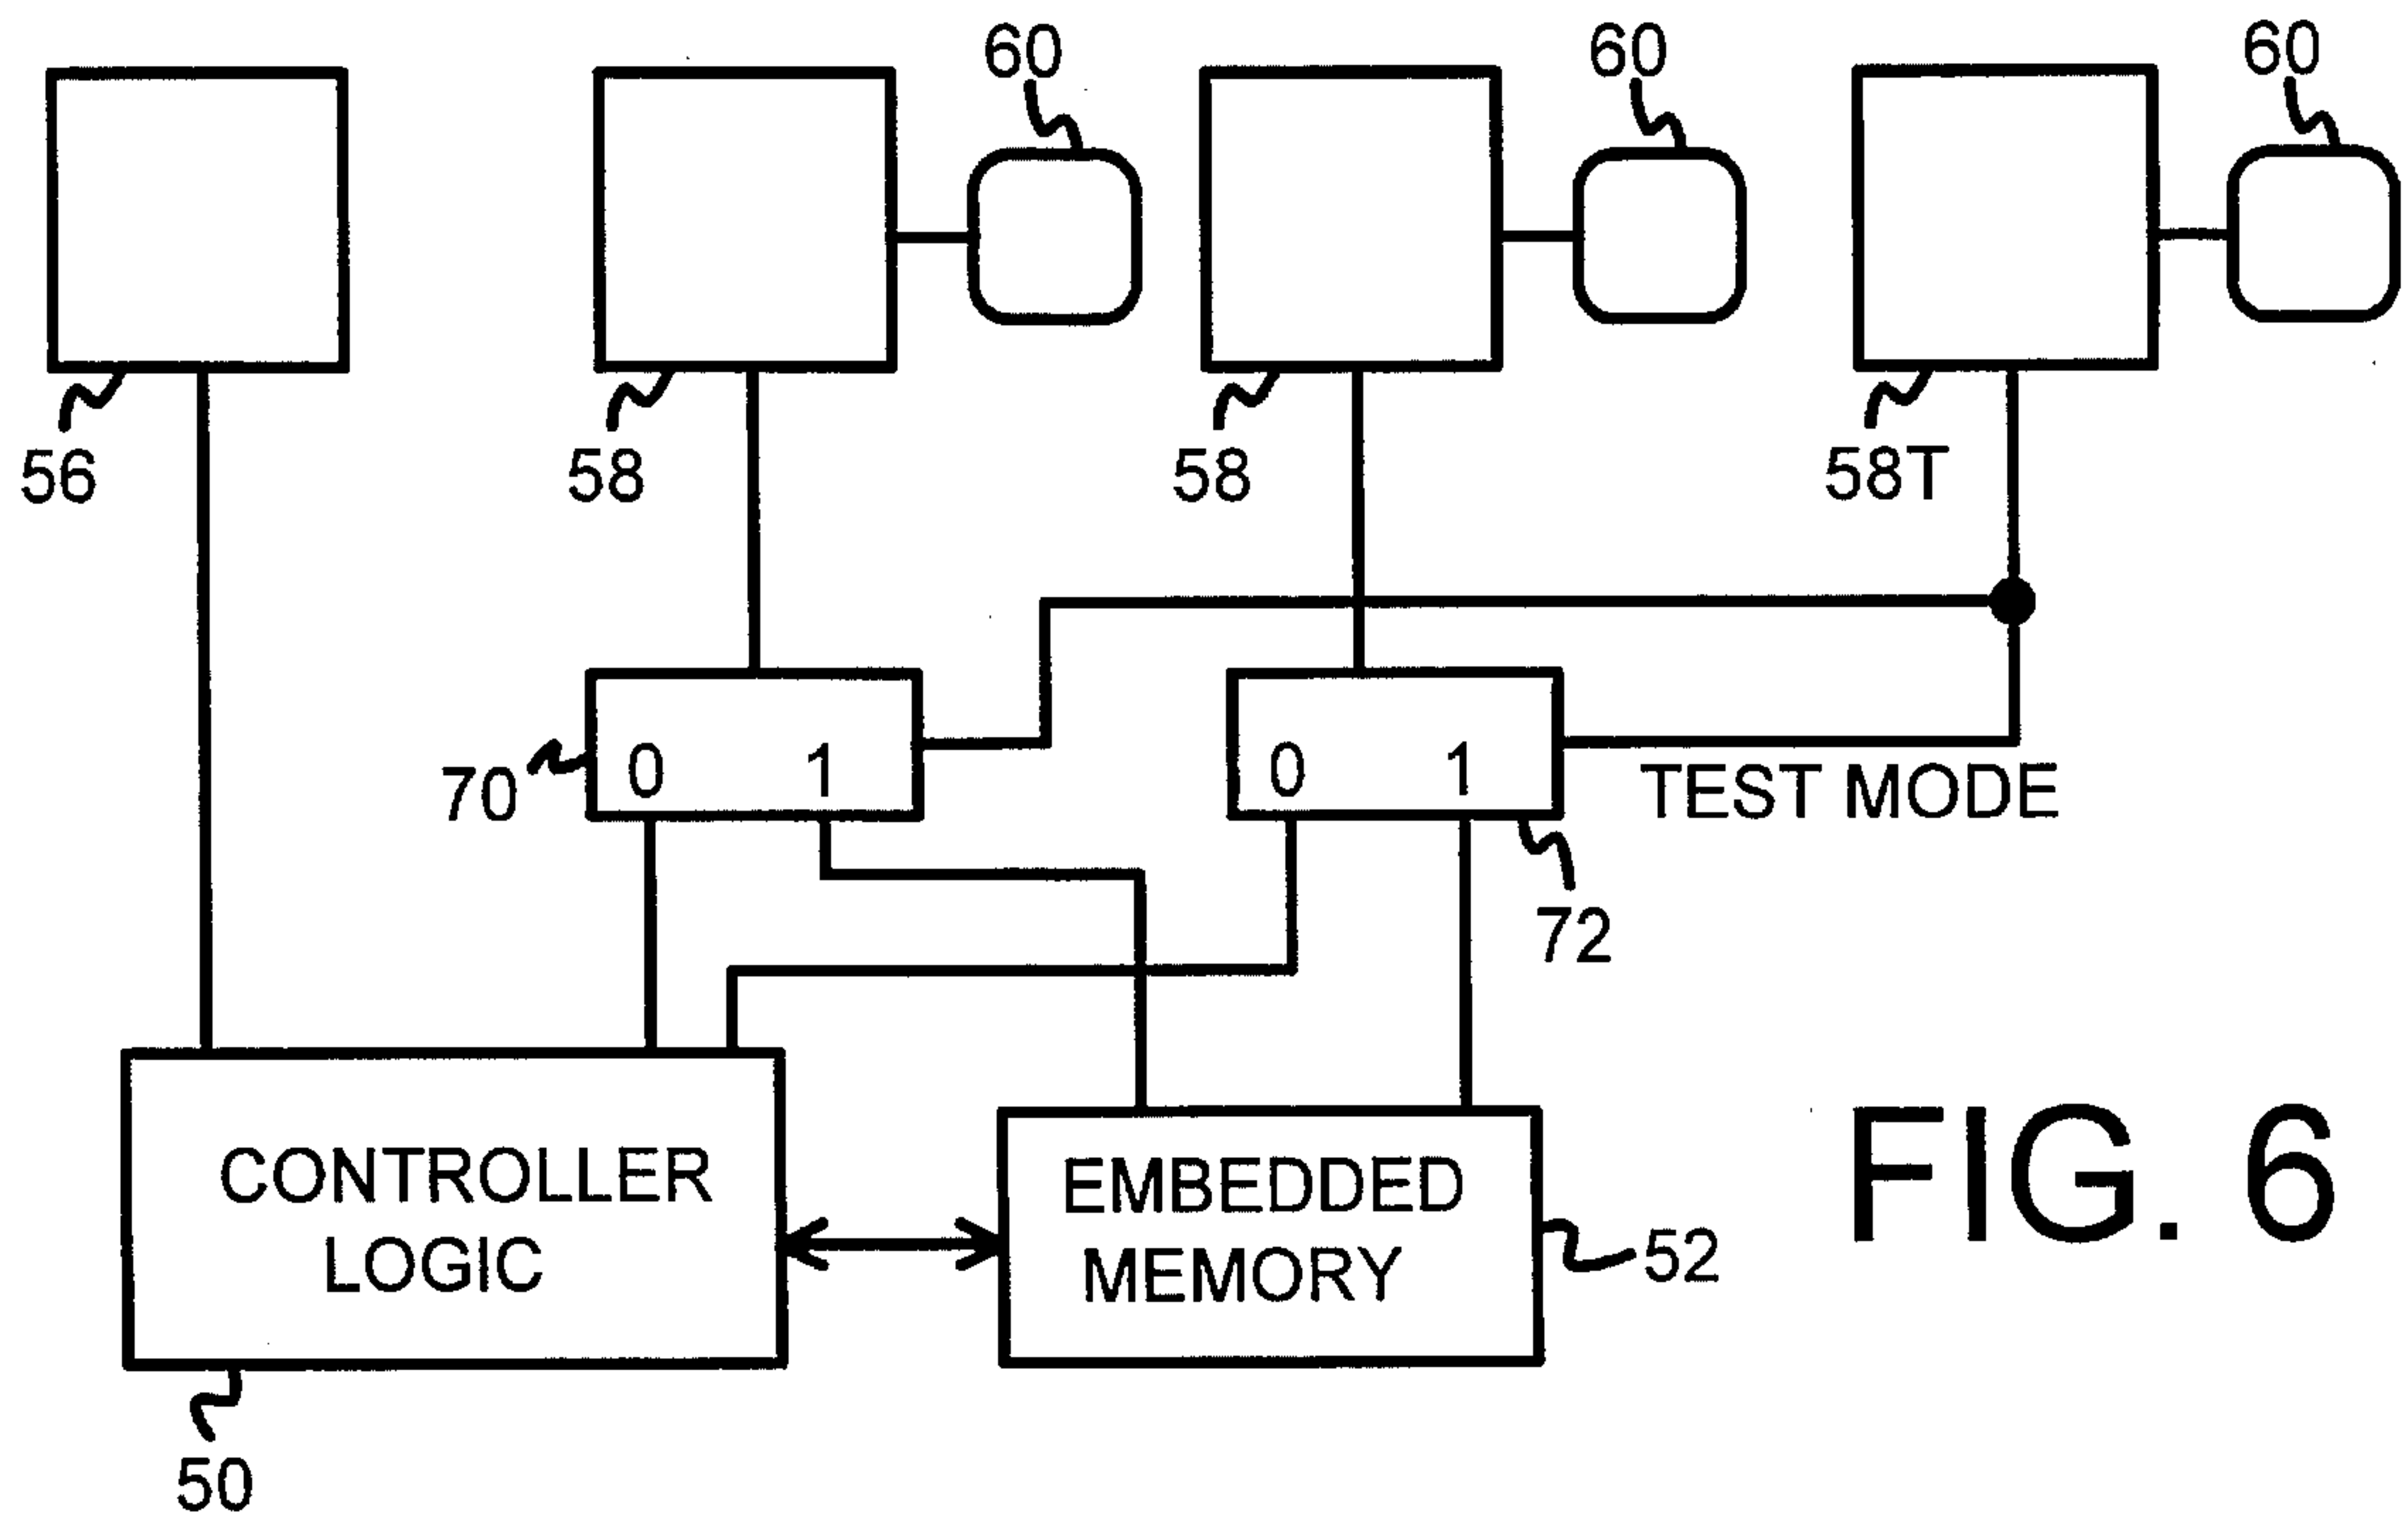 60 60 60
56 58 58 58T
70 0 1 0 1 TEST MODE
72
CONTROLLER
LOGIC
EMBEDDED
MEMORY
52
50
FIG. 6